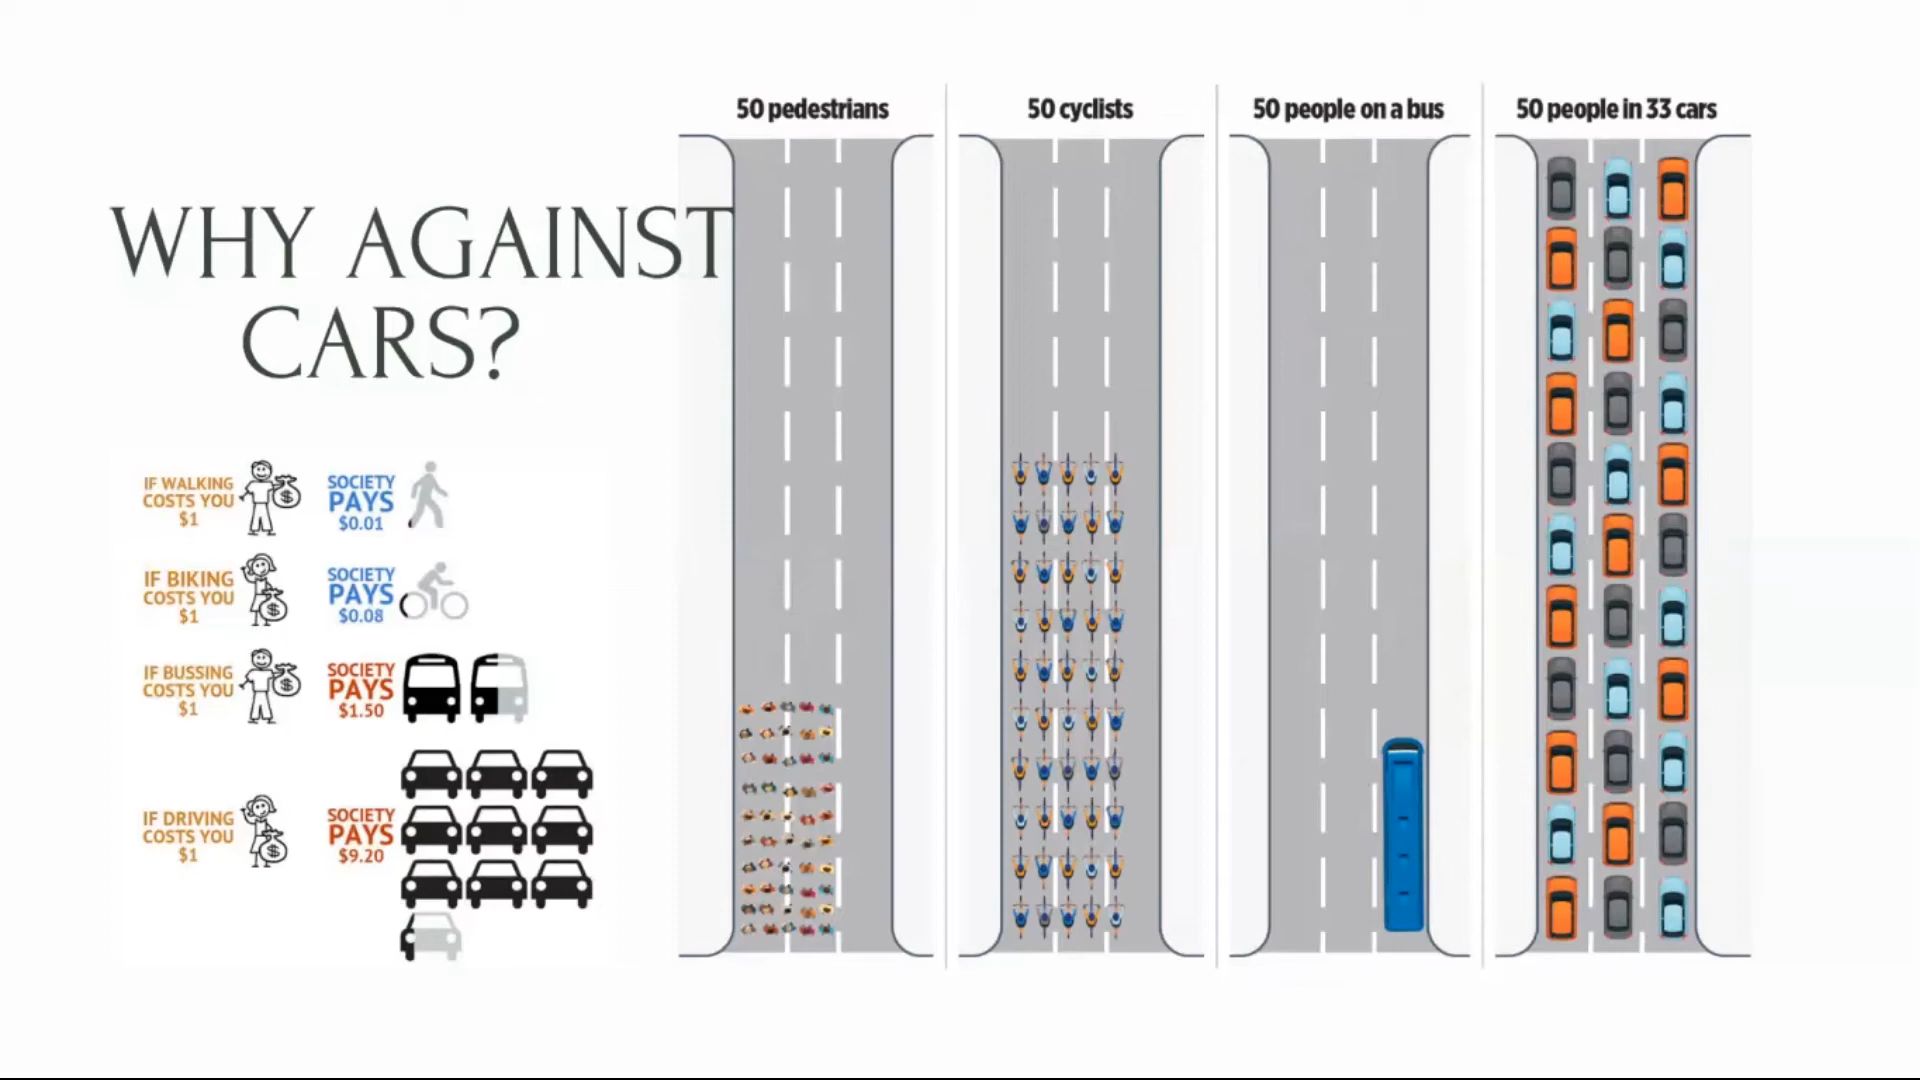 WHY AGAINST
CARS?
IF WALKING
COSTS YOU
$1
SOCIETY
PAYS
$0.01
IF BIKING
COSTS YOU
$1
SOCIETY
PAYS
$0.08
IF BUSSING
COSTS YOU
$1
SOCIETY
PAYS
$1.50
IF DRIVING
COSTS YOU
$1
SOCIETY
PAYS
$9.20
50 pedestrians
50 cyclists
50 people on a bus
50 people in 33 cars